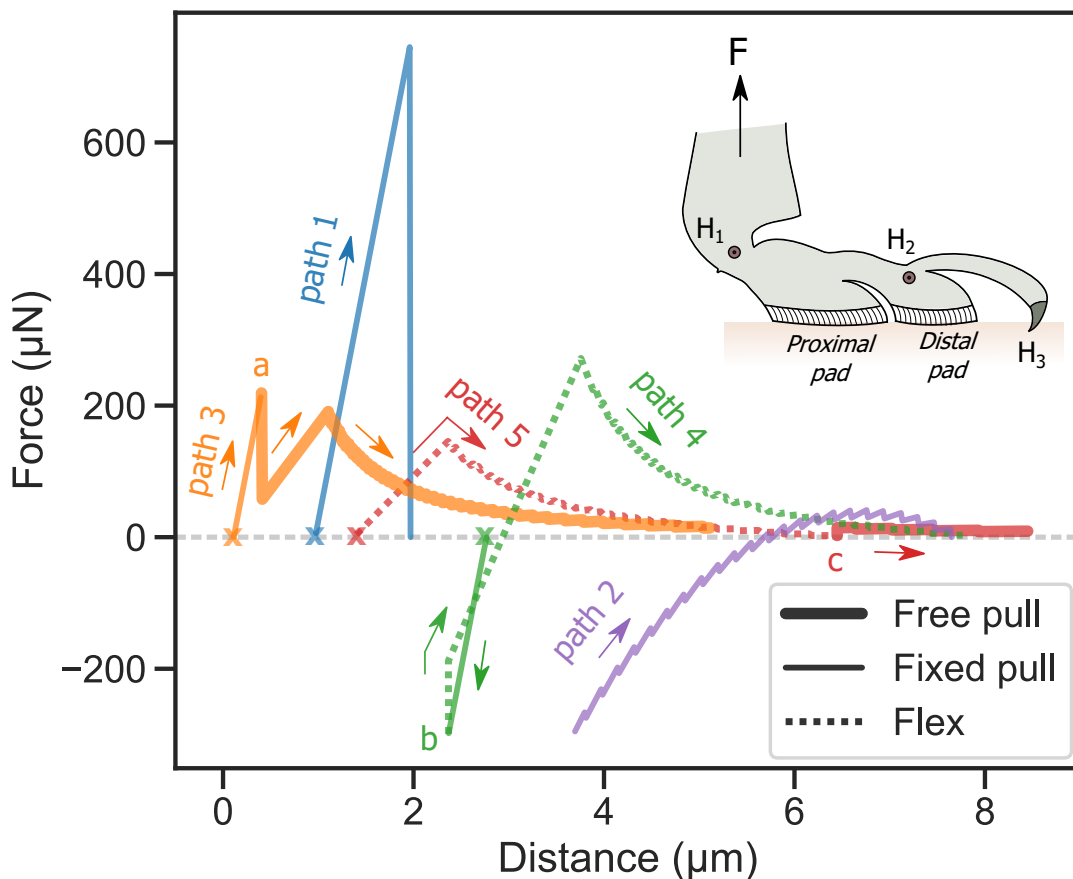 F
600
H₁
H₂
path 1
400
Force (µN)
Proximal
pad
Distal
pad
H₃
a
path 3
200
path 5
path 4
0
c
path 2
Free pull
Fixed pull
Flex
−200
b
0
2
4
6
8
Distance (µm)